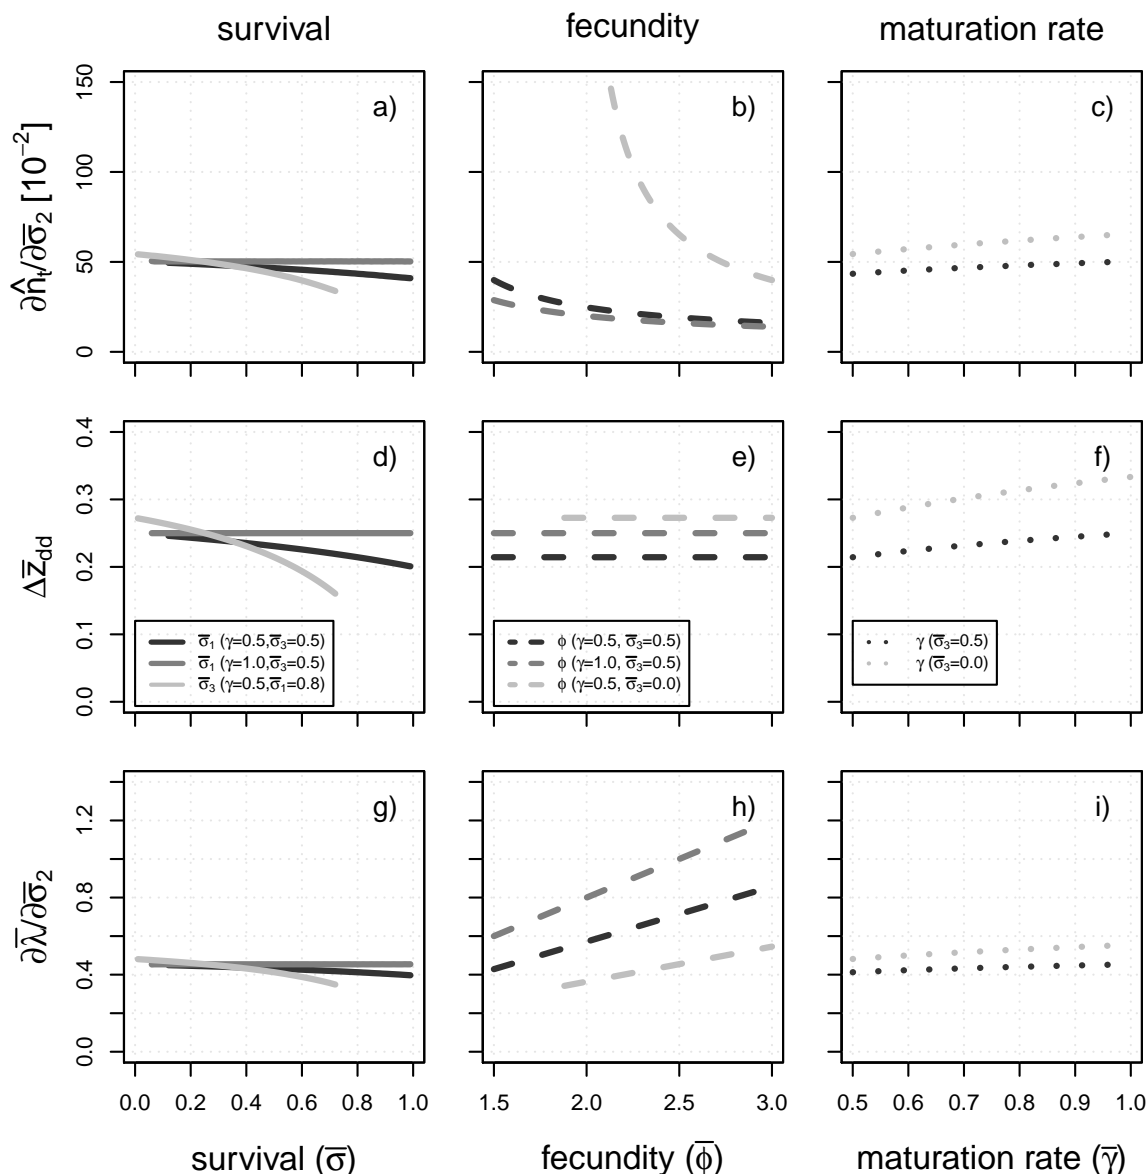 survival fecundity maturation rate
∂n̂ₜ/∂σ̅₂ [10⁻²]
150
100
50
0
a)
b)
c)
Δz̅dd
0.4
0.3
0.2
0.1
0.0
d)
e)
f)
σ̅₁ (γ=0.5,σ̅₃=0.5)
σ̅₁ (γ=1.0,σ̅₃=0.5)
σ̅₃ (γ=0.5,σ̅₁=0.8)
ϕ (γ=0.5, σ̅₃=0.5)
ϕ (γ=1.0, σ̅₃=0.5)
ϕ (γ=0.5, σ̅₃=0.0)
γ (σ̅₃=0.5)
γ (σ̅₃=0.0)
∂λ̅/∂σ̅₂
1.2
0.8
0.4
0.0
g)
h)
i)
0.0 0.2 0.4 0.6 0.8 1.0
1.5 2.0 2.5 3.0
0.5 0.6 0.7 0.8 0.9 1.0
survival (σ̅) fecundity (ϕ̅) maturation rate (γ̅)